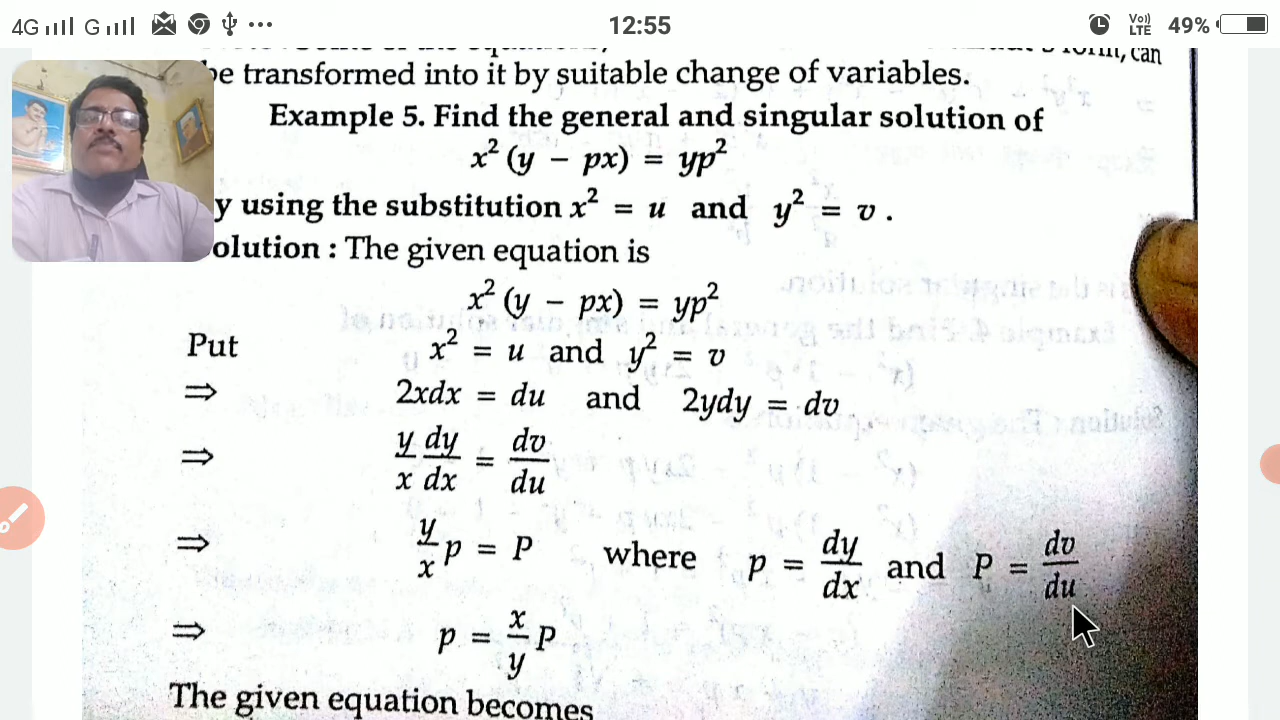 4G G ... 12:55 Vo)) LTE 49%
be transformed into it by suitable change of variables.
Example 5. Find the general and singular solution of
x² (y − px) = yp²
y using the substitution x² = u and y² = v .
olution : The given equation is
x² (y − px) = yp²
Put x² = u and y² = v
⇒ 2xdx = du and 2ydy = dv
⇒ y/x dy/dx = dv/du
⇒ y/x p = P where p = dy/dx and P = dv/du
⇒ p = x/y P
The given equation becomes